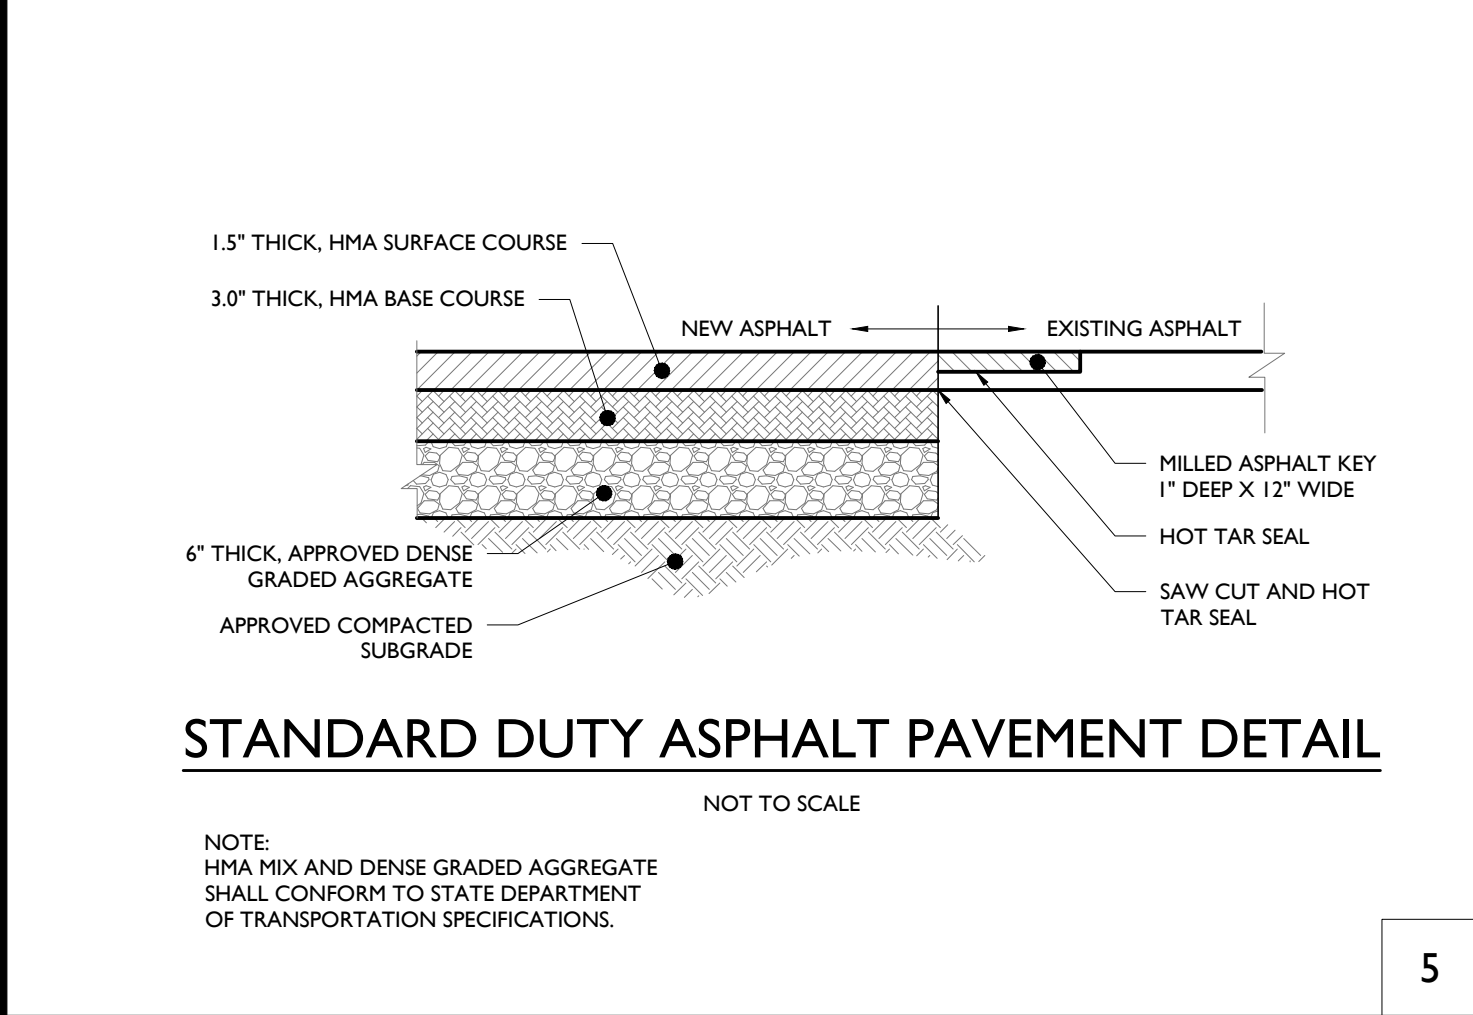 1.5" THICK, HMA SURFACE COURSE
3.0" THICK, HMA BASE COURSE
NEW ASPHALT
EXISTING ASPHALT
MILLED ASPHALT KEY
1" DEEP X 12" WIDE
HOT TAR SEAL
SAW CUT AND HOT
TAR SEAL
6" THICK, APPROVED DENSE
GRADED AGGREGATE
APPROVED COMPACTED
SUBGRADE
STANDARD DUTY ASPHALT PAVEMENT DETAIL
NOT TO SCALE
NOTE:
HMA MIX AND DENSE GRADED AGGREGATE
SHALL CONFORM TO STATE DEPARTMENT
OF TRANSPORTATION SPECIFICATIONS.
5